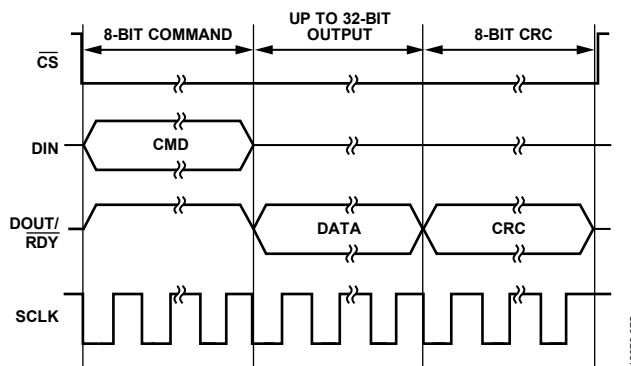 8-BIT COMMAND
UP TO 32-BIT
OUTPUT
8-BIT CRC
CS
DIN
CMD
DOUT/
RDY
DATA
CRC
SCLK